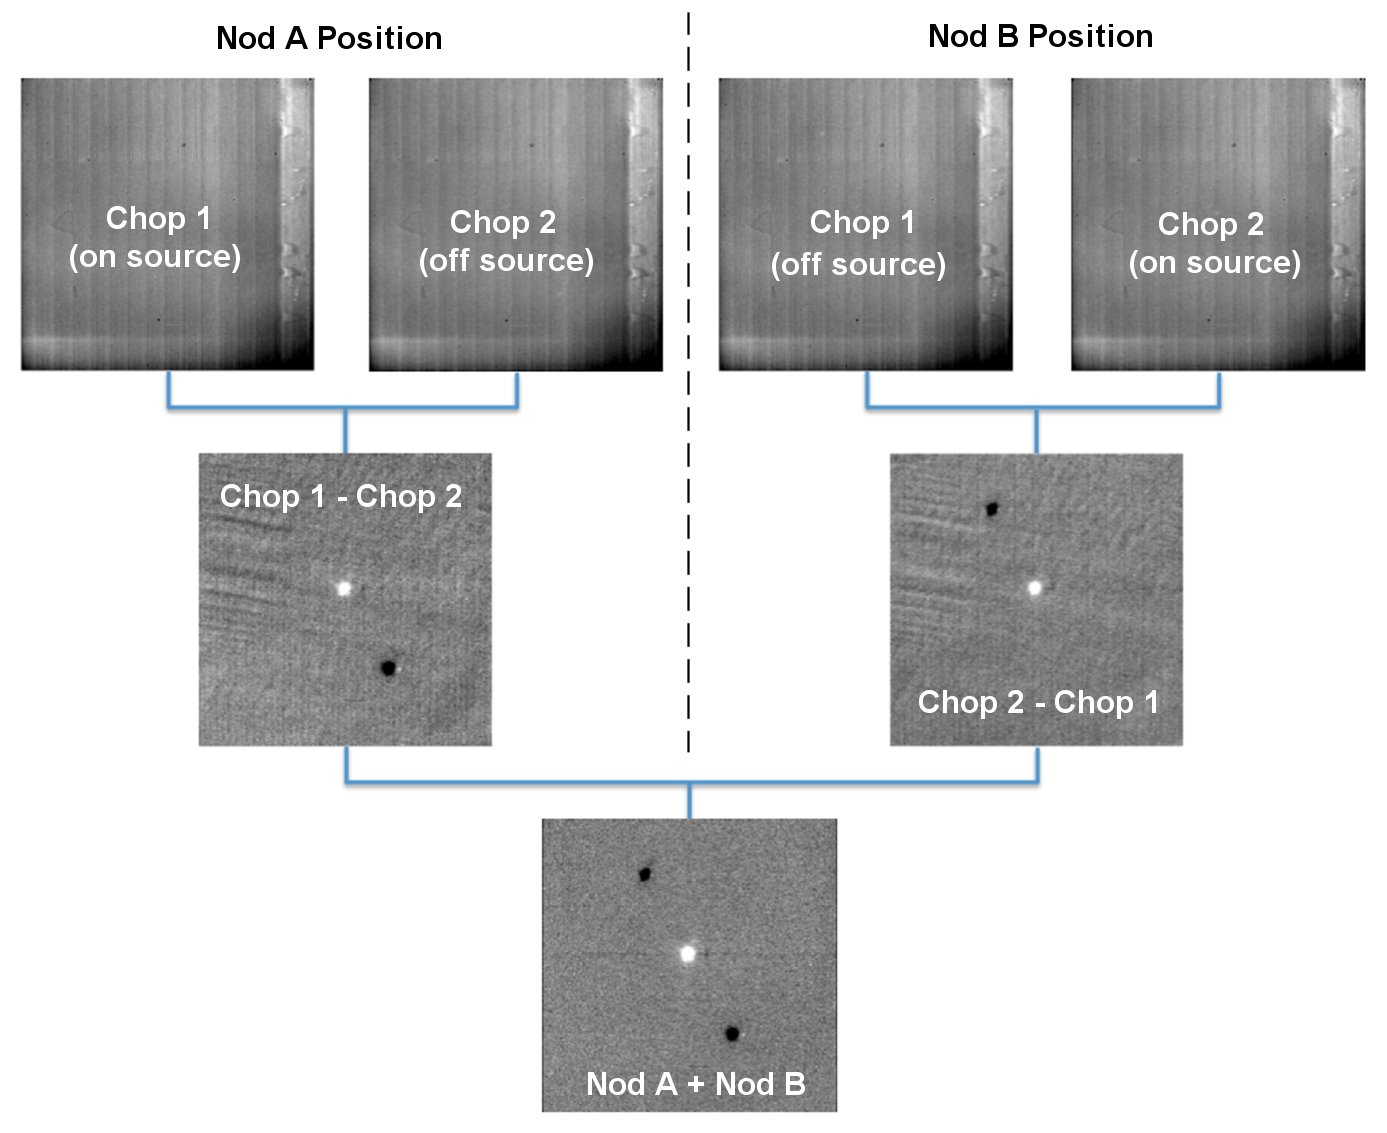 Nod A Position
Nod B Position
Chop 1
(on source)
Chop 2
(off source)
Chop 1
(off source)
Chop 2
(on source)
Chop 1 - Chop 2
Chop 2 - Chop 1
Nod A + Nod B